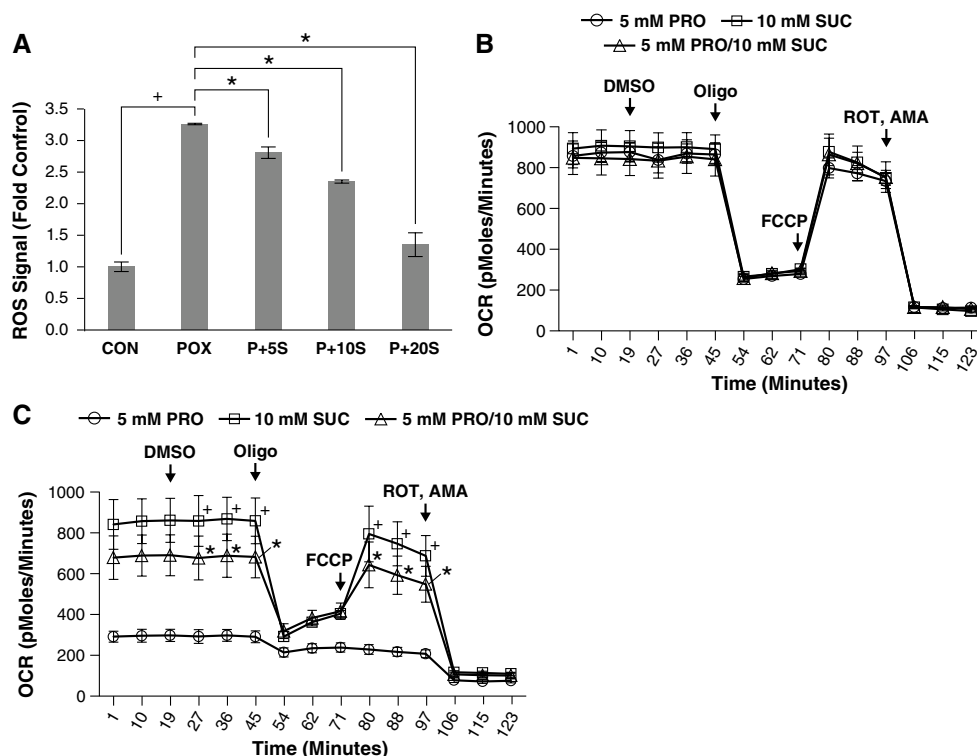 A
ROS Signal (Fold Control)
3.5
3.0
2.5
2.0
1.5
1.0
0.5
0.0
+
*
*
*
CON POX P+5S P+10S P+20S
B
5 mM PRO 10 mM SUC
5 mM PRO/10 mM SUC
DMSO Oligo
FCCP
ROT, AMA
OCR (pMoles/Minutes)
1000
800
600
400
200
0
1 10 19 27 36 45 54 62 71 80 88 97 106 115 123
Time (Minutes)
C
5 mM PRO 10 mM SUC 5 mM PRO/10 mM SUC
DMSO Oligo
FCCP
ROT, AMA
OCR (pMoles/Minutes)
1000
800
600
400
200
0
+ + + + + +
* * * * * *
1 10 19 27 36 45 54 62 71 80 88 97 106 115 123
Time (Minutes)